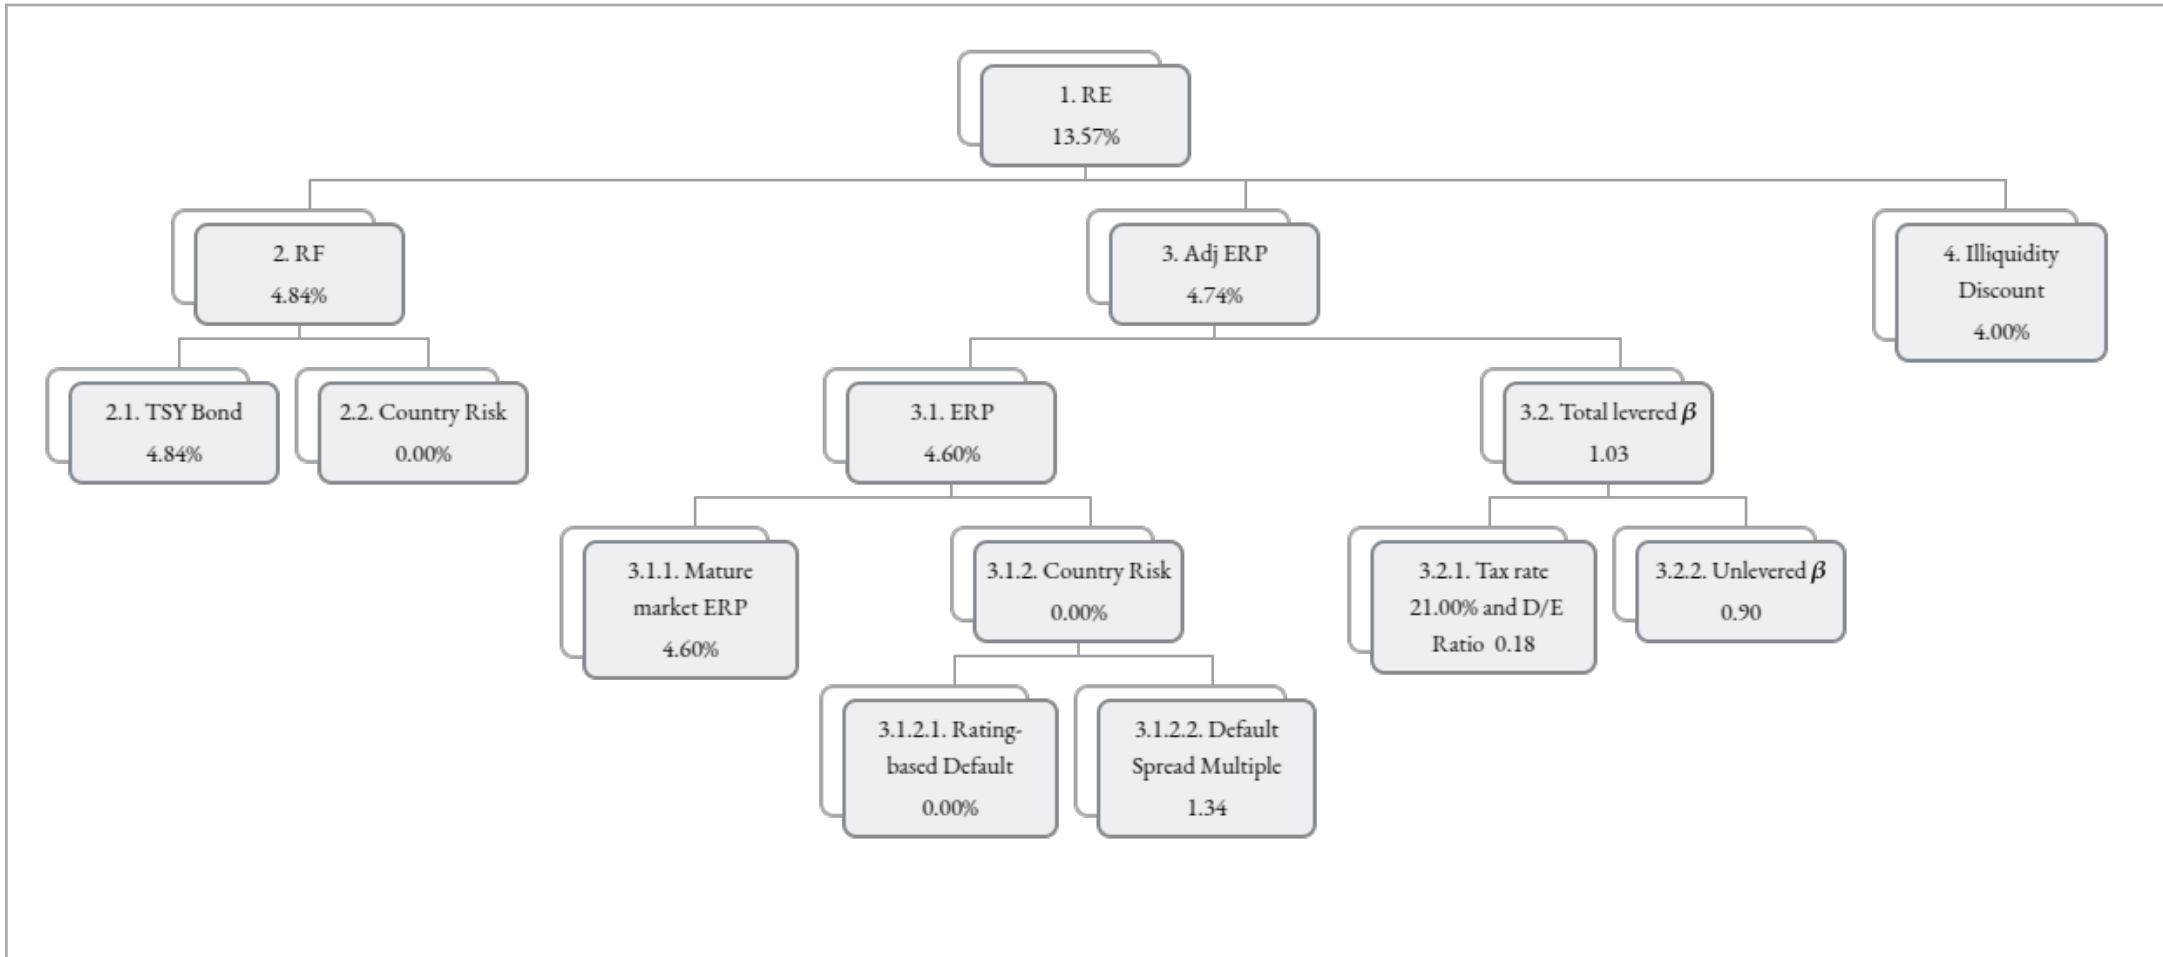 1. RE
13.57%
2. RF
4.84%
3. Adj ERP
4.74%
4. Illiquidity
Discount
4.00%
2.1. TSY Bond
4.84%
2.2. Country Risk
0.00%
3.1. ERP
4.60%
3.2. Total levered β
1.03
3.1.1. Mature
market ERP
4.60%
3.1.2. Country Risk
0.00%
3.2.1. Tax rate
21.00% and D/E
Ratio 0.18
3.2.2. Unlevered β
0.90
3.1.2.1. Rating-
based Default
0.00%
3.1.2.2. Default
Spread Multiple
1.34